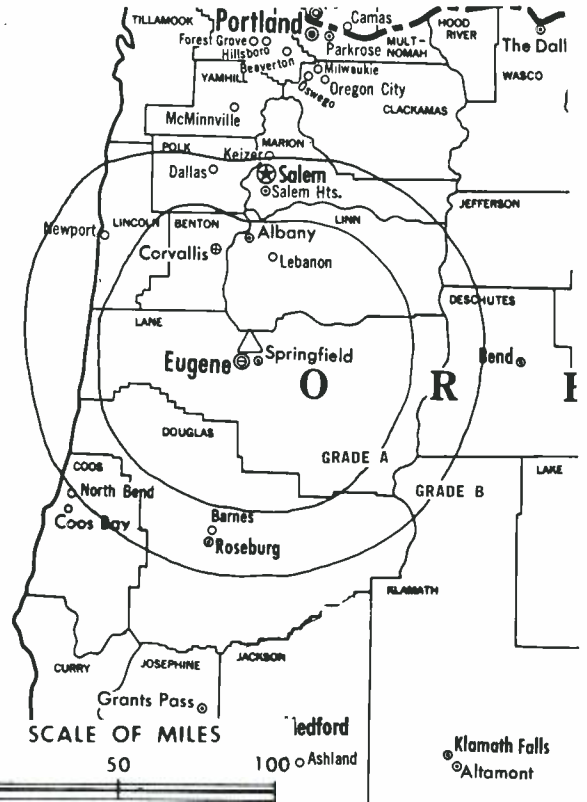 TILLAMOOK
Portland
Camas
HOOD
RIVER
Forest Grove
Hillsboro
Beaverton
Parkrose
MULT-
NOMAH
The Dall
YAMHILL
Milwaukie
Oswego
Oregon City
WASCO
McMinnville
CLACKAMAS
POLK
MARION
Keizer
Dallas
Salem
Salem Hts.
JEFFERSON
Newport
LINCOLN
BENTON
LINN
Albany
Corvallis
Lebanon
DESCHUTES
LANE
Eugene
Springfield
Bend
O R
DOUGLAS
GRADE A
GRADE B
LAKE
COOS
North Bend
Coos Bay
Barnes
Roseburg
KLAMATH
CURRY
JOSEPHINE
JACKSON
Grants Pass
SCALE OF MILES
50
100
edford
Ashland
Klamath Falls
Altamont